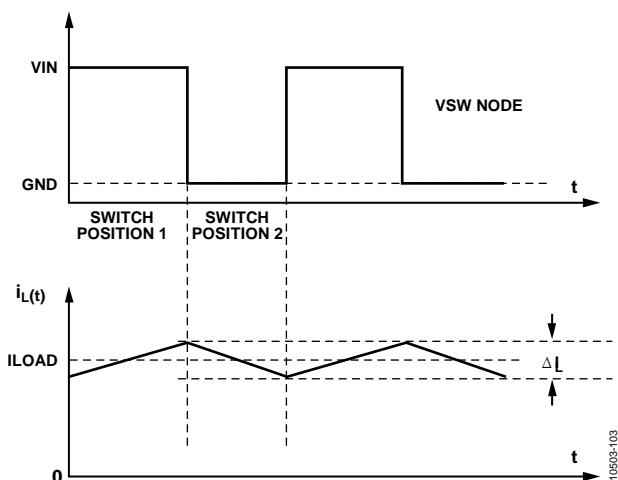 VIN
VSW NODE
GND
t
SWITCH
POSITION 1
SWITCH
POSITION 2
iL(t)
ILOAD
ΔL
t
0
10503-103